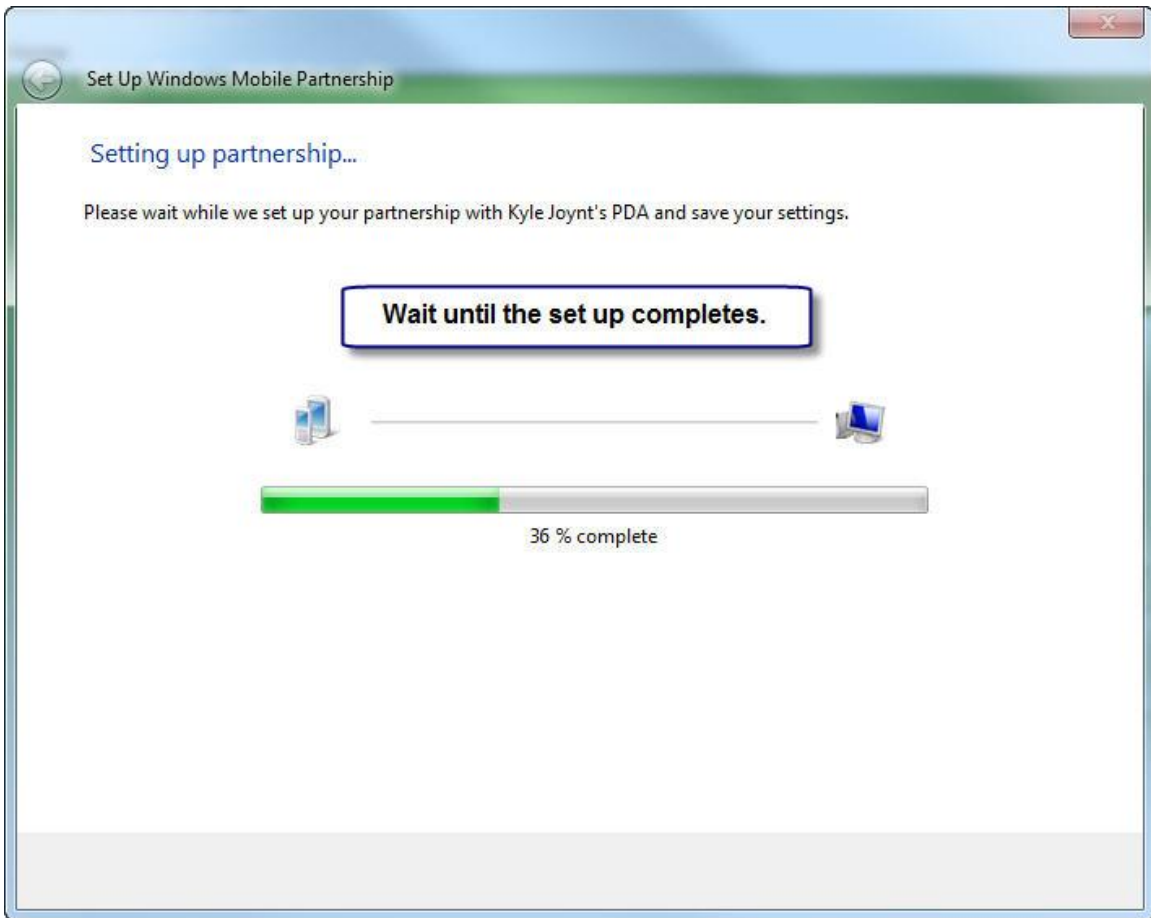 Set Up Windows Mobile Partnership
Setting up partnership...
Please wait while we set up your partnership with Kyle Joynt's PDA and save your settings.
Wait until the set up completes.
36 % complete